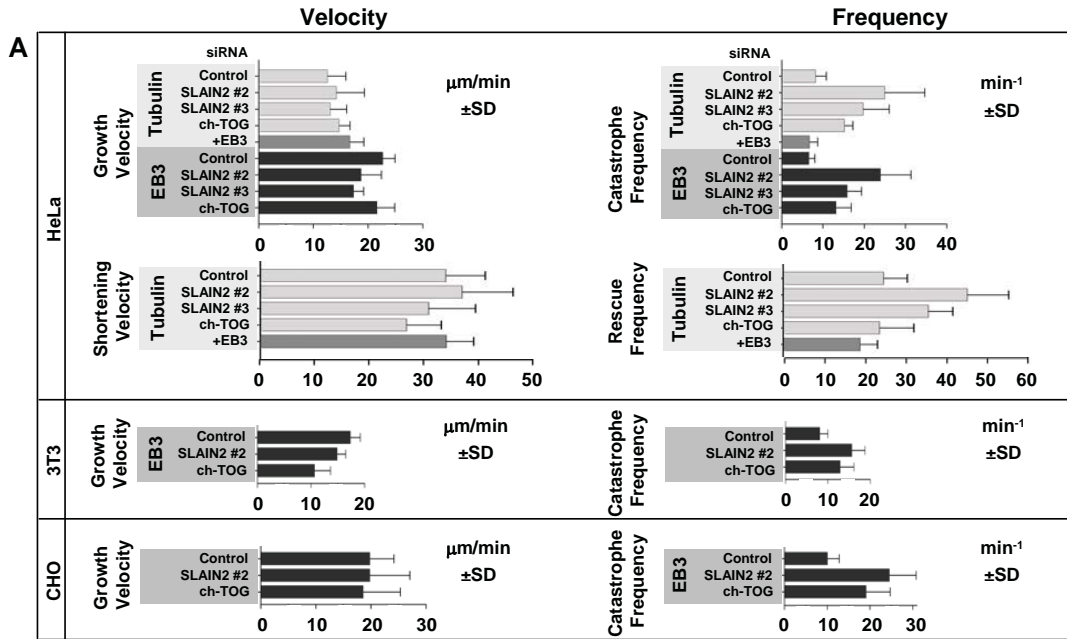 Velocity
Frequency
A
HeLa
siRNA
Growth
Velocity
Tubulin
Control
SLAIN2 #2
SLAIN2 #3
ch-TOG
+EB3
EB3
Control
SLAIN2 #2
SLAIN2 #3
ch-TOG
μm/min
±SD
0 10 20 30
siRNA
Catastrophe
Frequency
Tubulin
Control
SLAIN2 #2
SLAIN2 #3
ch-TOG
+EB3
EB3
Control
SLAIN2 #2
SLAIN2 #3
ch-TOG
min-1
±SD
0 10 20 30 40
Shortening
Velocity
Tubulin
Control
SLAIN2 #2
SLAIN2 #3
ch-TOG
+EB3
0 10 20 30 40 50
Rescue
Frequency
Tubulin
Control
SLAIN2 #2
SLAIN2 #3
ch-TOG
+EB3
0 10 20 30 40 50 60
3T3
Growth
Velocity
EB3
Control
SLAIN2 #2
ch-TOG
μm/min
±SD
0 10 20
Catastrophe
Frequency
Control
SLAIN2 #2
ch-TOG
min-1
±SD
0 10 20
CHO
Growth
Velocity
Control
SLAIN2 #2
ch-TOG
μm/min
±SD
0 10 20 30
Catastrophe
Frequency
EB3
Control
SLAIN2 #2
ch-TOG
min-1
±SD
0 10 20 30